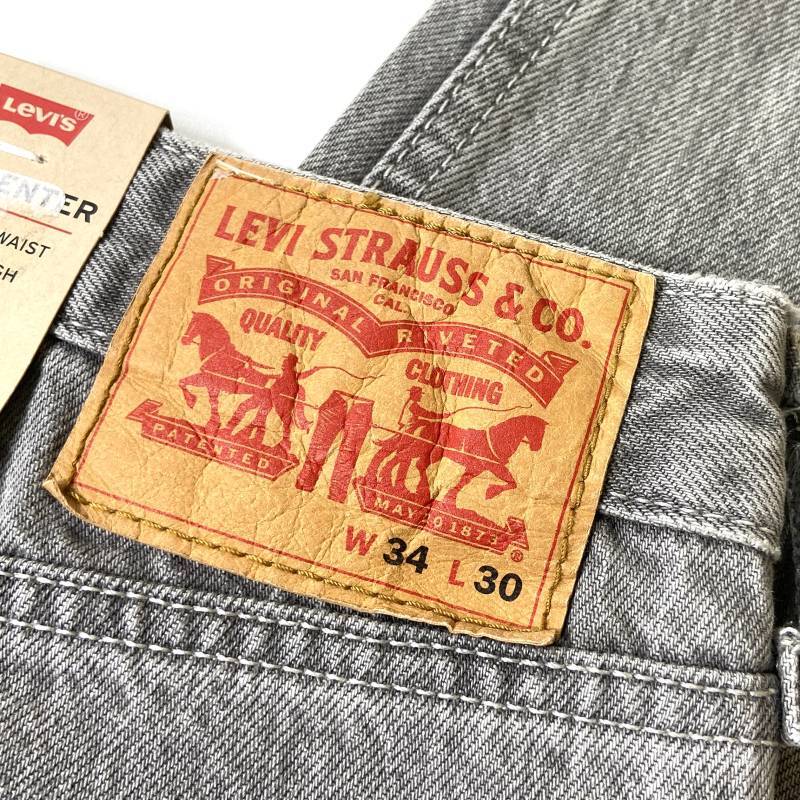 Levi's®
ENTER
WAIST
GH
LEVI STRAUSS & CO.
SAN FRANCISCO
CAL.
ORIGINAL RIVETED
QUALITY
CLOTHING
PATENTED
MAY 20 1873
®
W 34 L 30